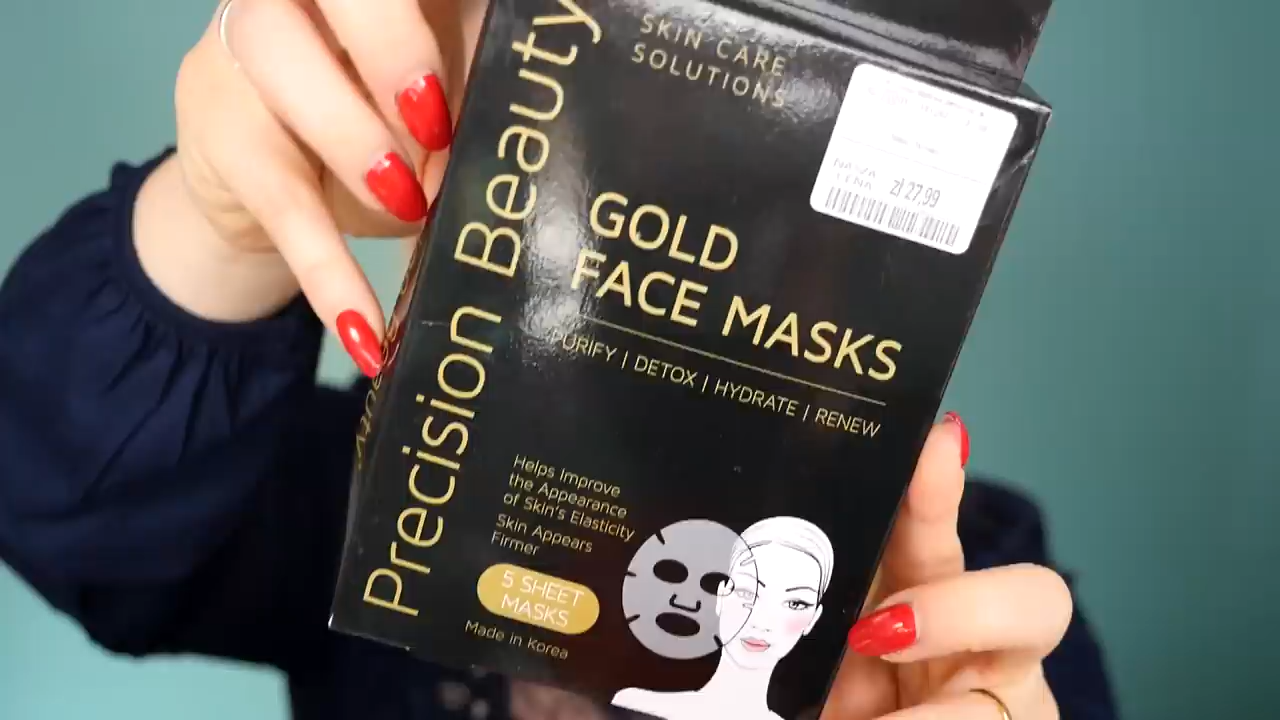 Precision Beauty
SKIN CARE
SOLUTIONS
NASZA
CENA zł 27,99
GOLD
FACE MASKS
PURIFY | DETOX | HYDRATE | RENEW
Helps Improve
the Appearance
of Skin's Elasticity
Skin Appears
Firmer
5 SHEET
MASKS
Made in Korea